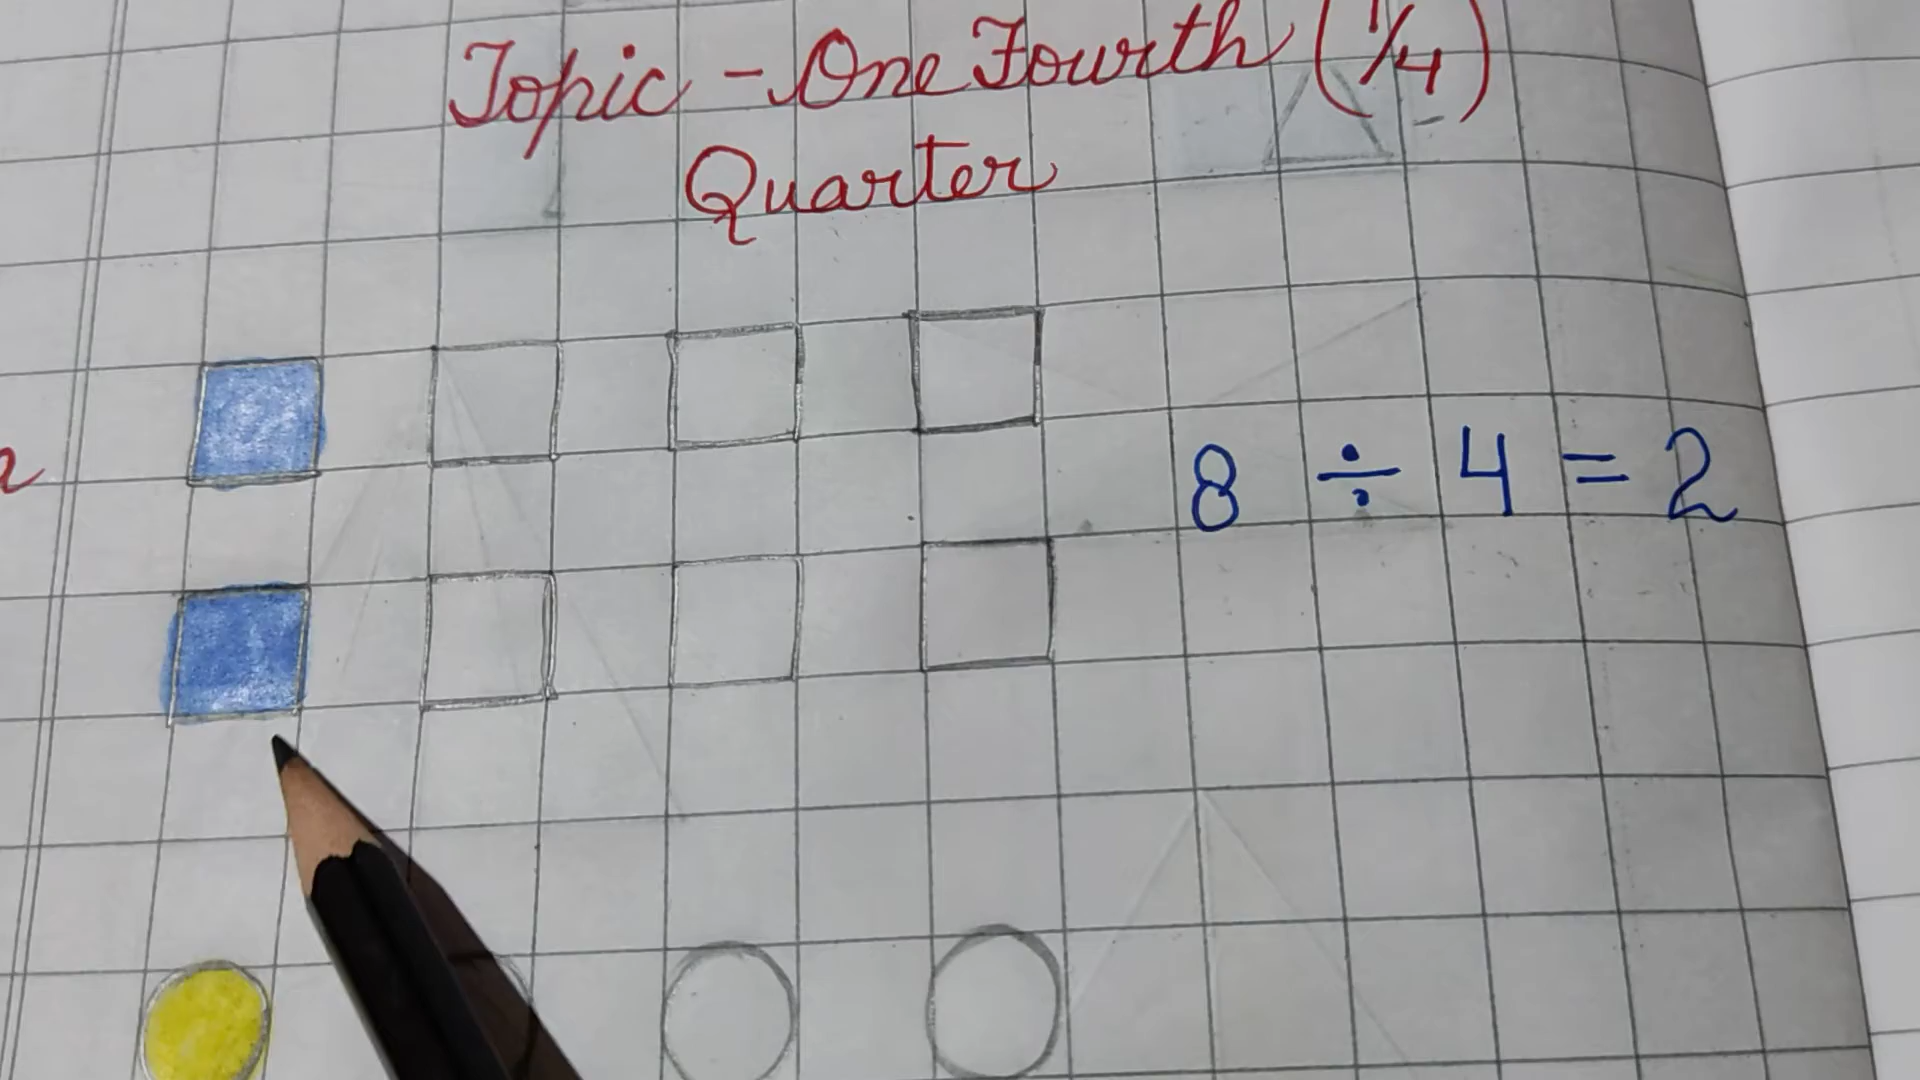 Topic - One Fourth (1/4)
Quarter
8 ÷ 4 = 2